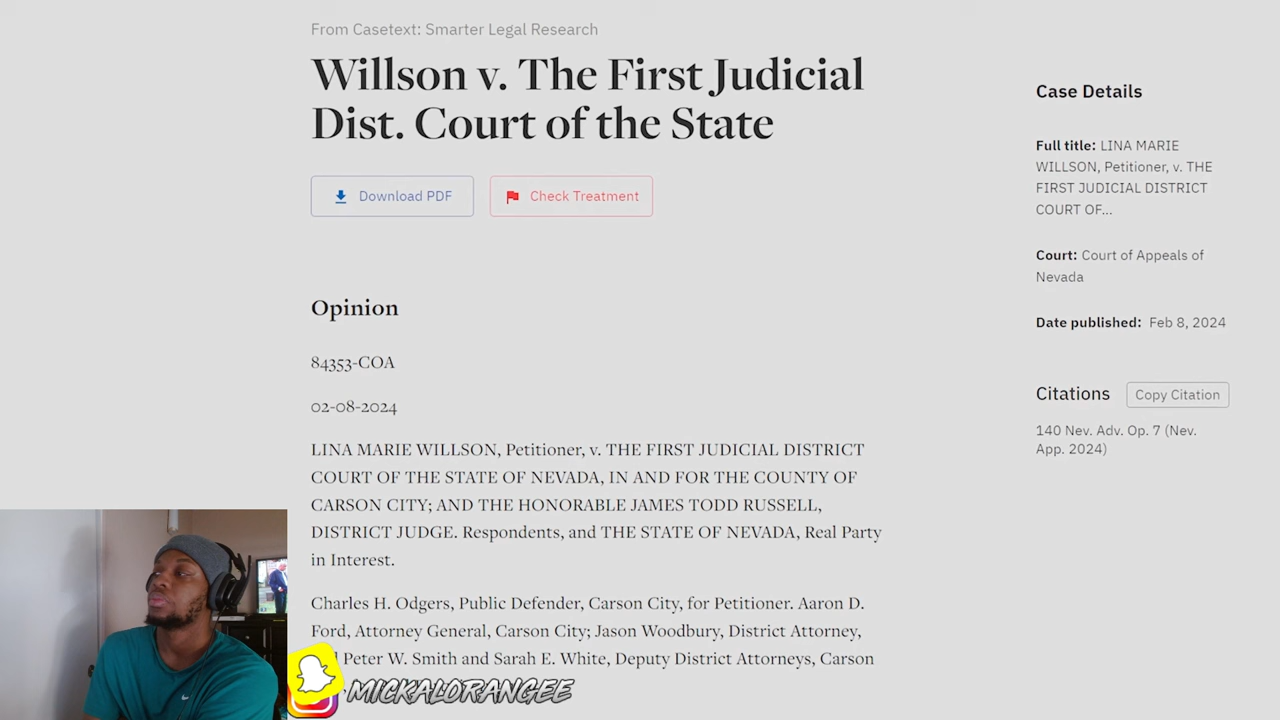 From Casetext: Smarter Legal Research
Willson v. The First Judicial
Dist. Court of the State
Download PDF
Check Treatment
Opinion
84353-COA
02-08-2024
LINA MARIE WILLSON, Petitioner, v. THE FIRST JUDICIAL DISTRICT
COURT OF THE STATE OF NEVADA, IN AND FOR THE COUNTY OF
CARSON CITY; AND THE HONORABLE JAMES TODD RUSSELL,
DISTRICT JUDGE. Respondents, and THE STATE OF NEVADA, Real Party
in Interest.
Charles H. Odgers, Public Defender, Carson City, for Petitioner. Aaron D.
Ford, Attorney General, Carson City; Jason Woodbury, District Attorney,
Peter W. Smith and Sarah E. White, Deputy District Attorneys, Carson
MICKALORANGEE
Case Details
Full title: LINA MARIE
WILLSON, Petitioner, v. THE
FIRST JUDICIAL DISTRICT
COURT OF...
Court: Court of Appeals of
Nevada
Date published: Feb 8, 2024
Citations
Copy Citation
140 Nev. Adv. Op. 7 (Nev.
App. 2024)